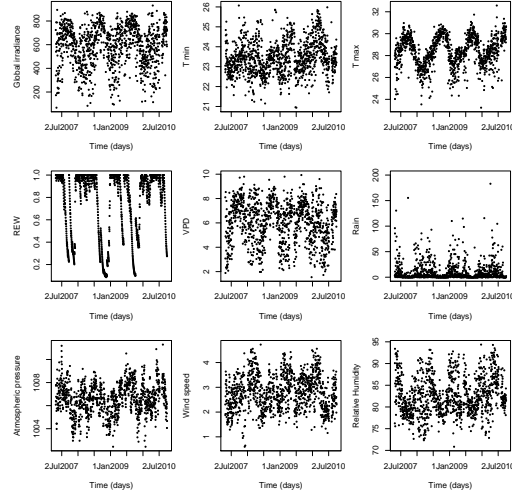 Global irradiance
200 400 600 800
2Jul2007 1Jan2009 2Jul2010
Time (days)
T min
21 22 23 24 25 26
2Jul2007 1Jan2009 2Jul2010
Time (days)
T max
24 26 28 30 32
2Jul2007 1Jan2009 2Jul2010
Time (days)
REW
0.2 0.4 0.6 0.8 1.0
2Jul2007 1Jan2009 2Jul2010
Time (days)
VPD
2 4 6 8 10
2Jul2007 1Jan2009 2Jul2010
Time (days)
Rain
0 50 100 150 200
2Jul2007 1Jan2009 2Jul2010
Time (days)
Atmospheric pressure
1004 1008
2Jul2007 1Jan2009 2Jul2010
Time (days)
Wind speed
1 2 3 4
2Jul2007 1Jan2009 2Jul2010
Time (days)
Relative Humidity
70 75 80 85 90 95
2Jul2007 1Jan2009 2Jul2010
Time (days)